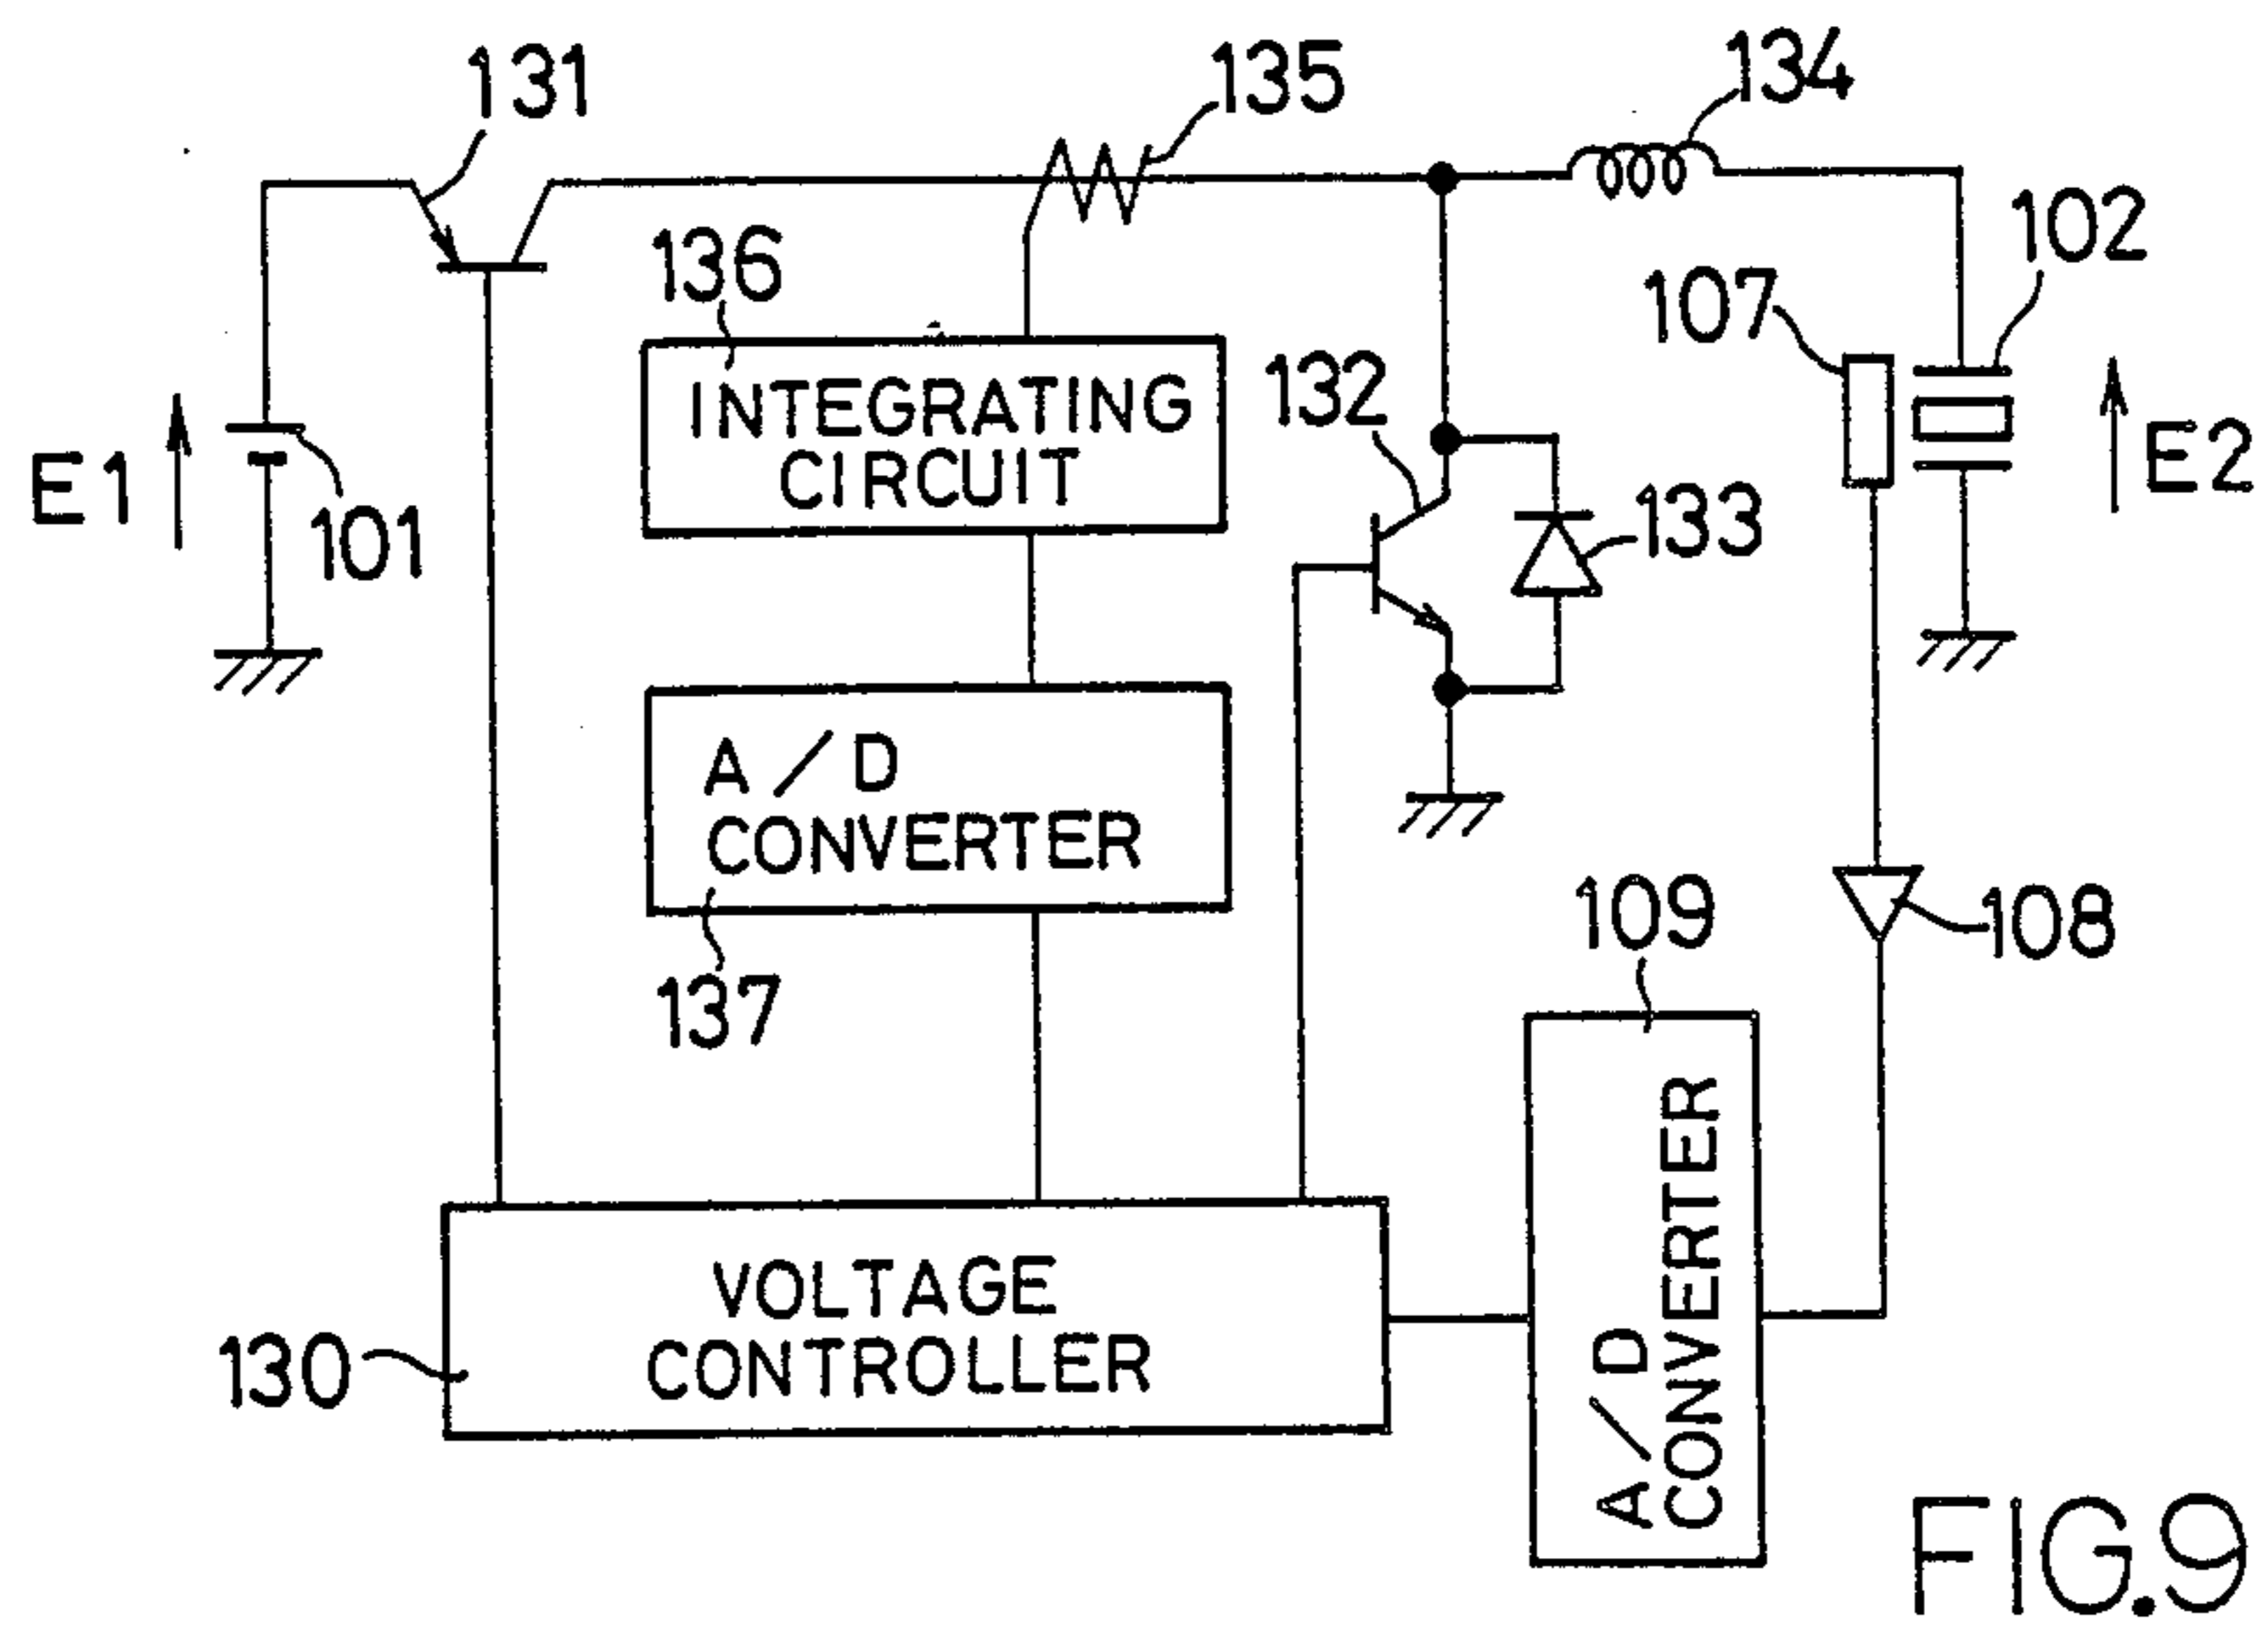 131
135
134
136
102
107
INTEGRATING
CIRCUIT
132
E1
E2
101
133
A/D
CONVERTER
109
108
137
VOLTAGE
CONTROLLER
130
A/D
CONVERTER
FIG.9